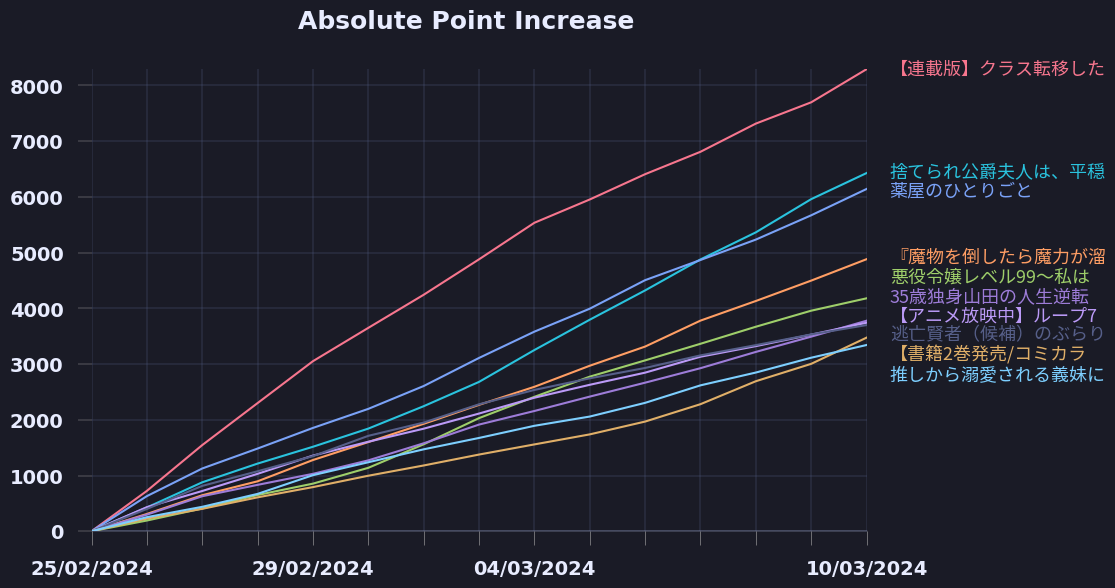 Absolute Point Increase
8000
7000
6000
5000
4000
3000
2000
1000
0
25/02/2024
29/02/2024
04/03/2024
10/03/2024
【連載版】クラス転移した
捨てられ公爵夫人は、平穏
薬屋のひとりごと
『魔物を倒したら魔力が溜
悪役令嬢レベル99～私は
35歳独身山田の人生逆転
【アニメ放映中】ループ7
逃亡賢者（候補）のぶらり
【書籍2巻発売/コミカラ
推しから溺愛される義妹に